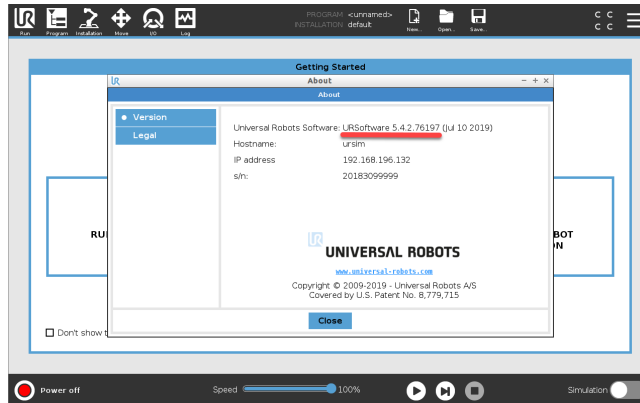 PROGRAM <unnamed>
INSTALLATION default
Run Program Installation Move I/O Log New... Open... Save...
C C
C C
Getting Started
About
About
Version
Legal
Universal Robots Software: URSoftware 5.4.2.76197 (Jul 10 2019)
Hostname: ursim
IP address 192.168.196.132
s/n: 20183099999
RU
BOT
N
UR
UNIVERSAL ROBOTS
www.universal-robots.com
Copyright © 2009-2019 - Universal Robots A/S
Covered by U.S. Patent No. 8,779,715
Close
Don't show t
Power off Speed 100% Simulation